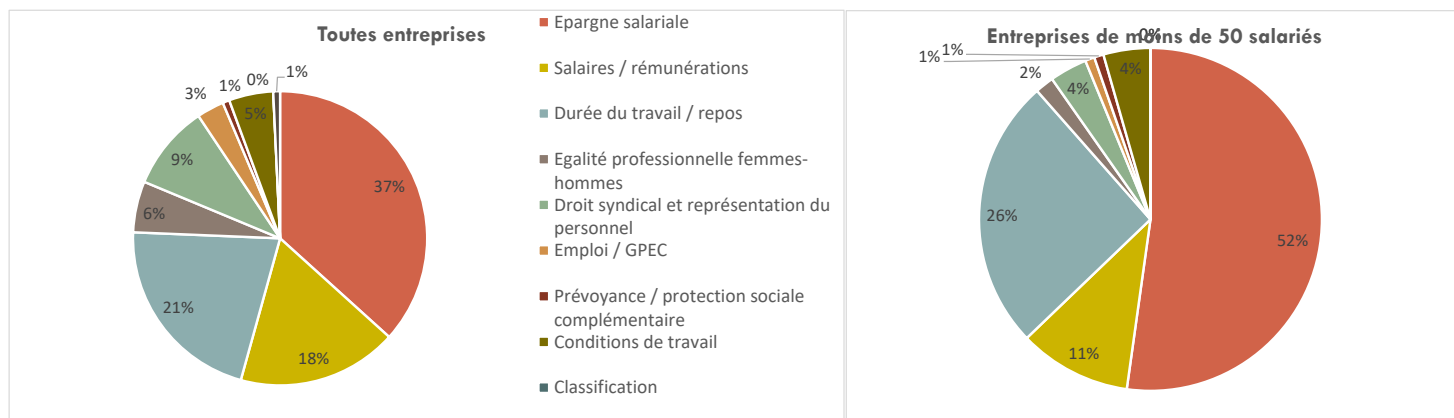 Toutes entreprises
1%
0%
1%
3%
5%
9%
37%
6%
21%
18%
Epargne salariale
Salaires / rémunérations
Durée du travail / repos
Egalité professionnelle femmes-
hommes
Droit syndical et représentation du
personnel
Emploi / GPEC
Prévoyance / protection sociale
complémentaire
Conditions de travail
Classification
Entreprises de moins de 50 salariés
0%
1%
1%
2%
4%
4%
26%
52%
11%